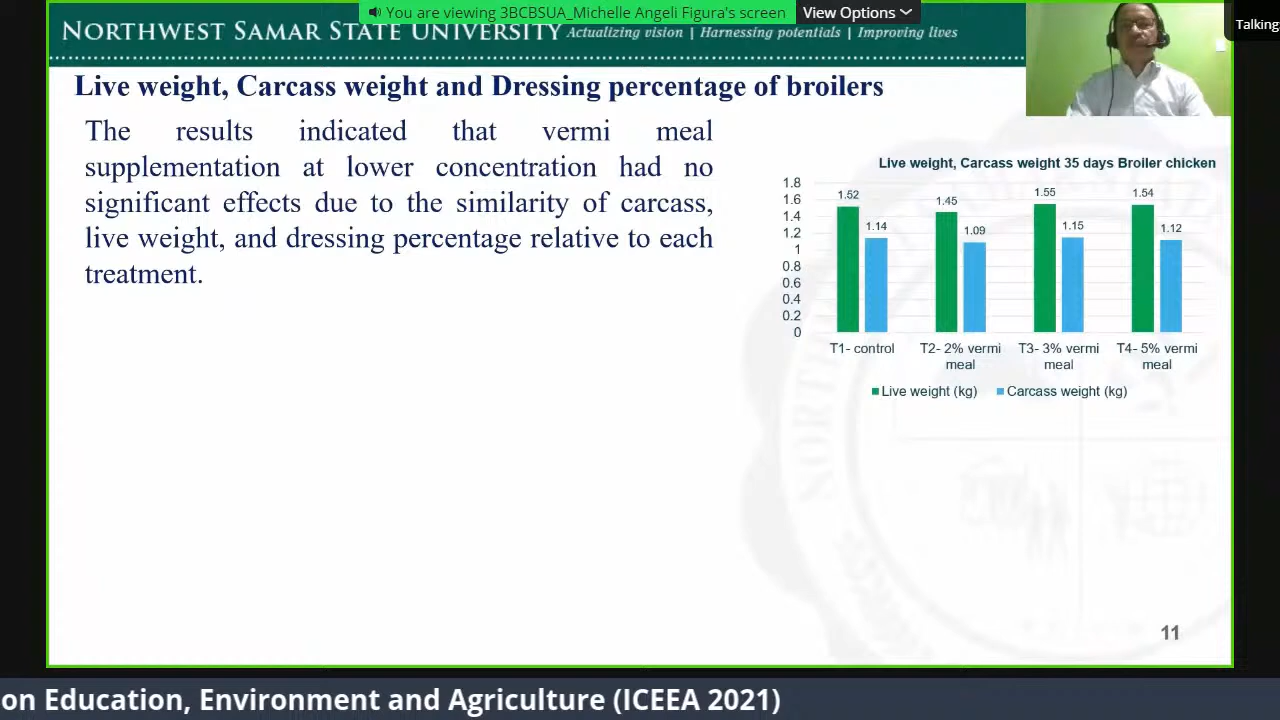 You are viewing 3BCBSUA_Michelle Angeli Figura's screen
View Options
Talking
NORTHWEST SAMAR STATE UNIVERSITY Actualizing vision | Harnessing potentials | Improving lives
Live weight, Carcass weight and Dressing percentage of broilers
The results indicated that vermi meal
supplementation at lower concentration had no
significant effects due to the similarity of carcass,
live weight, and dressing percentage relative to each
treatment.
Live weight, Carcass weight 35 days Broiler chicken
1.8
1.6
1.4
1.2
1
0.8
0.6
0.4
0.2
0
1.52
1.14
1.45
1.09
1.55
1.15
1.54
1.12
T1- control
T2- 2% vermi
meal
T3- 3% vermi
meal
T4- 5% vermi
meal
Live weight (kg)
Carcass weight (kg)
11
on Education, Environment and Agriculture (ICEEA 2021)